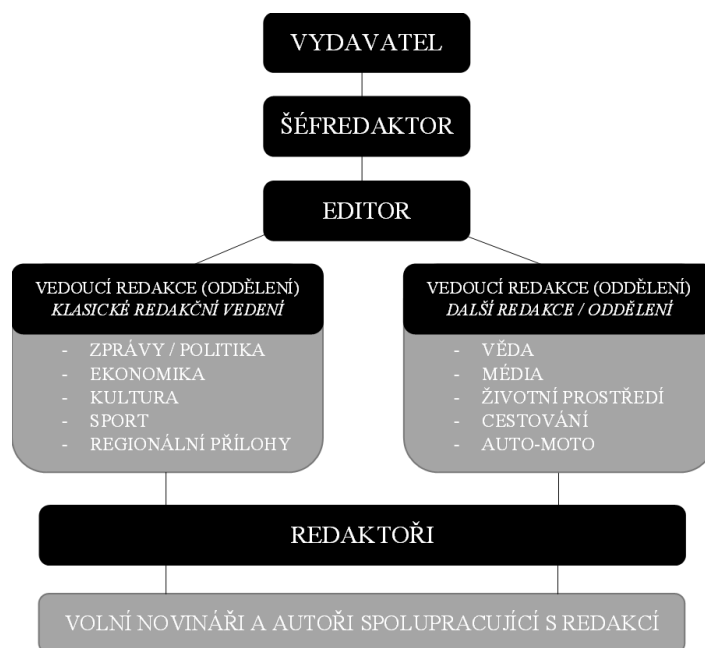 VYDAVATEL
ŠÉFREDAKTOR
EDITOR
VEDOUCÍ REDAKCE (ODDĚLENÍ)
KLASICKÉ REDAKČNÍ VEDENÍ
- ZPRÁVY / POLITIKA
- EKONOMIKA
- KULTURA
- SPORT
- REGIONÁLNÍ PŘÍLOHY
VEDOUCÍ REDAKCE (ODDĚLENÍ)
DALŠÍ REDAKCE / ODDĚLENÍ
- VĚDA
- MÉDIA
- ŽIVOTNÍ PROSTŘEDÍ
- CESTOVÁNÍ
- AUTO-MOTO
REDAKTOŘI
VOLNÍ NOVINÁŘI A AUTOŘI SPOLUPRACUJÍCÍ S REDAKCÍ